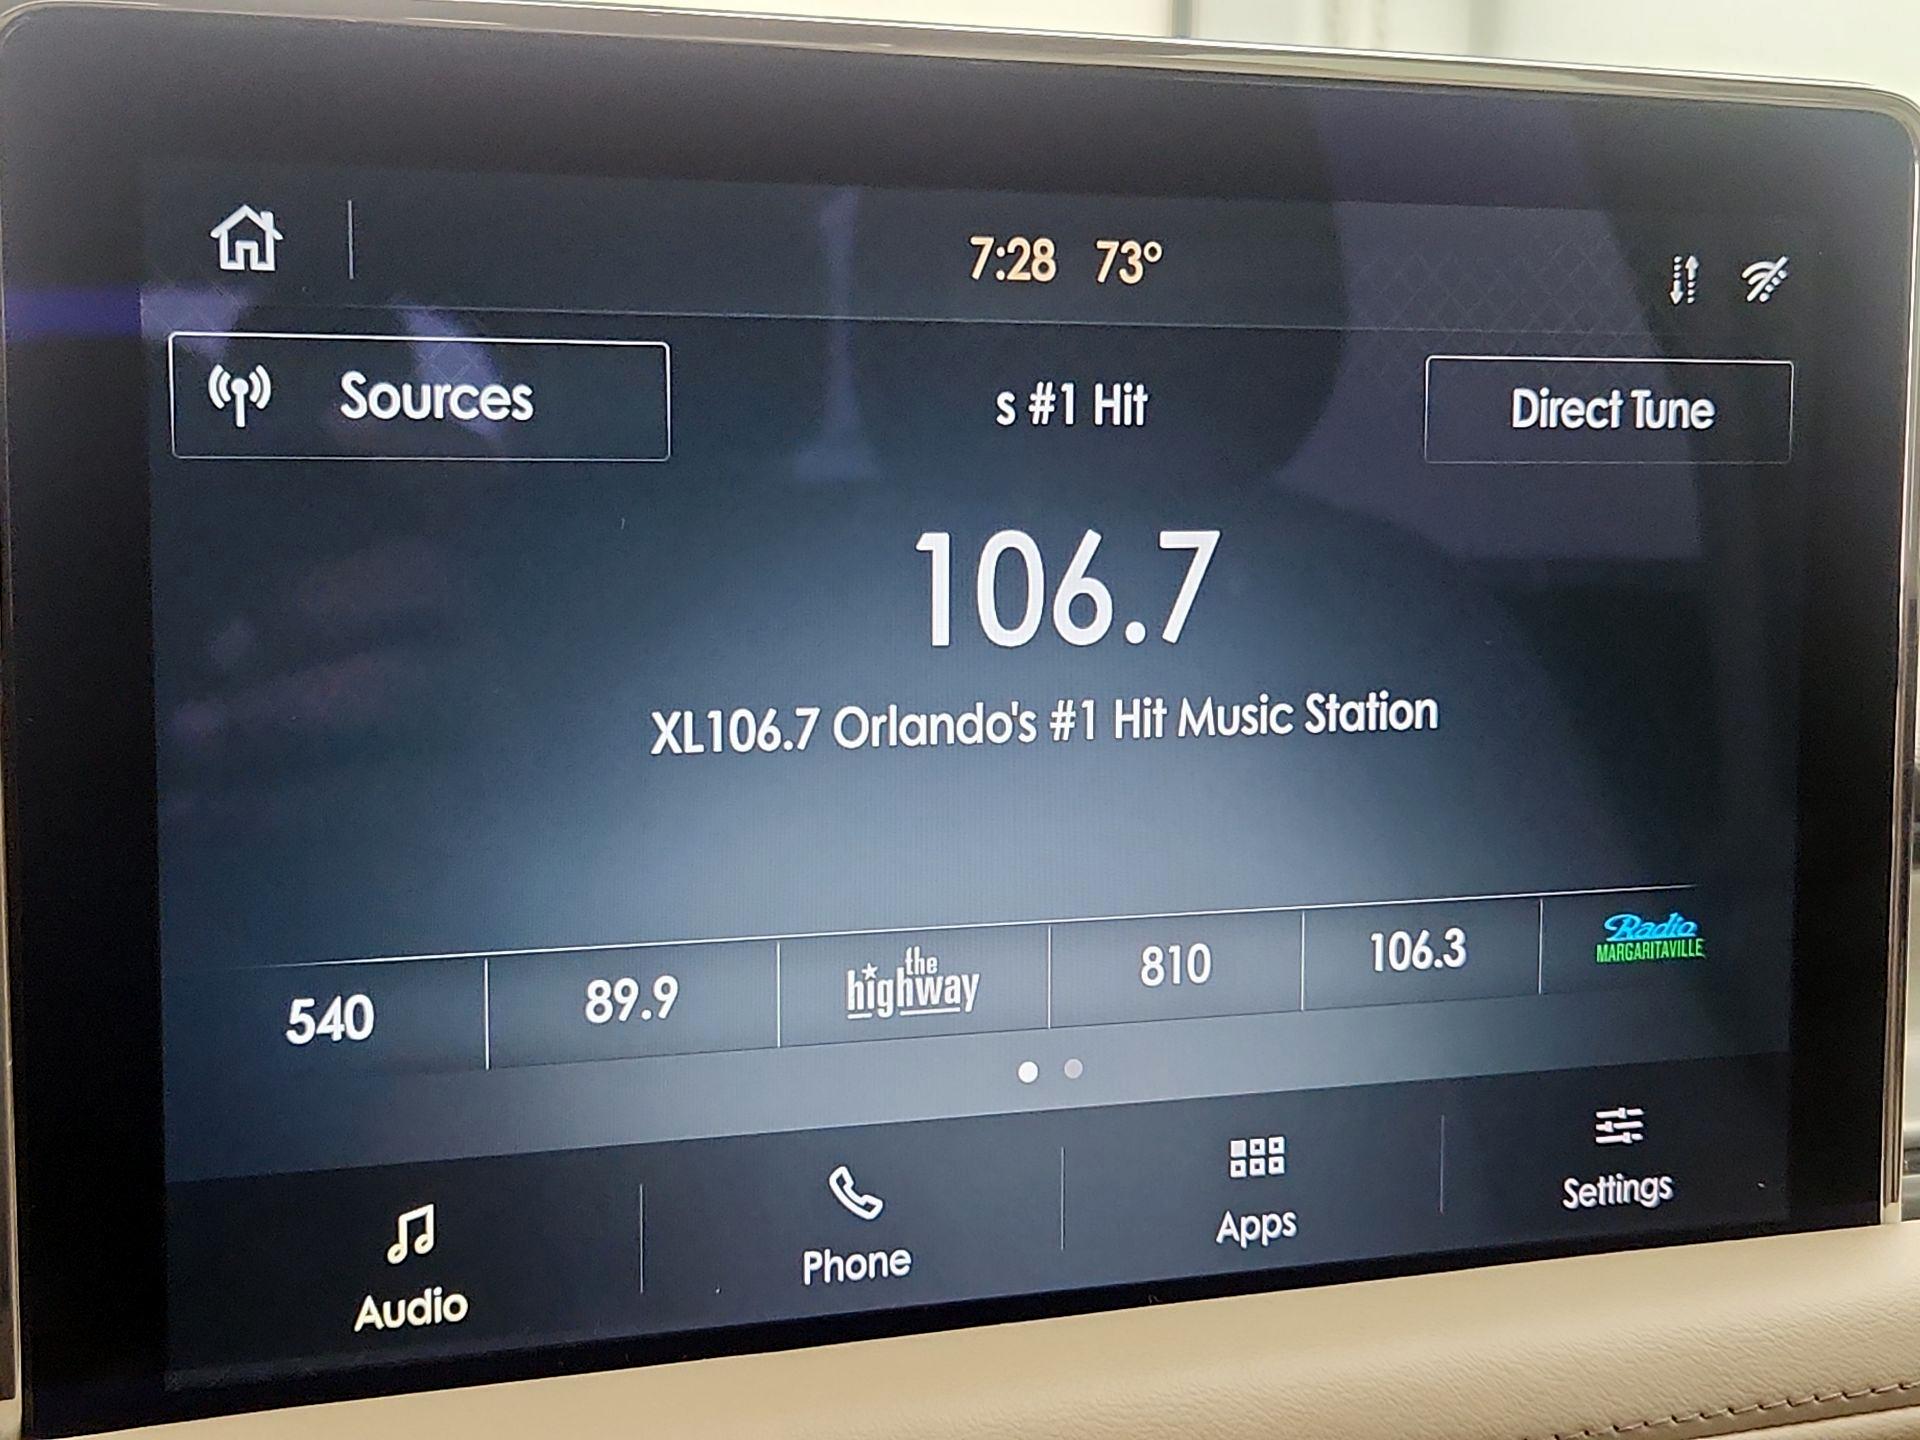 7:28 73°
Sources
s #1 Hit
Direct Tune
106.7
XL106.7 Orlando's #1 Hit Music Station
540
89.9
the highway
810
106.3
Radio
MARGARITAVILLE
Audio
Phone
Apps
Settings